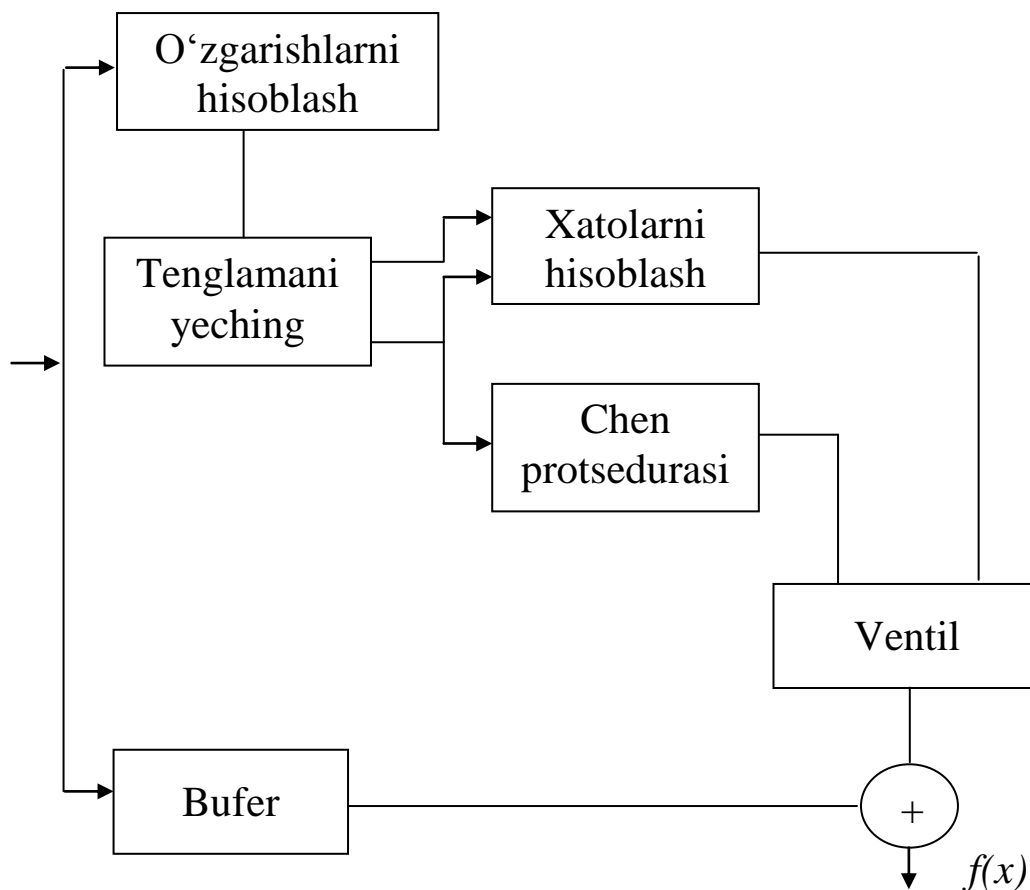 O‘zgarishlarni
hisoblash
Tenglamani
yeching
Xatolarni
hisoblash
Chen
protsedurasi
Ventil
Bufer
+
f(x)